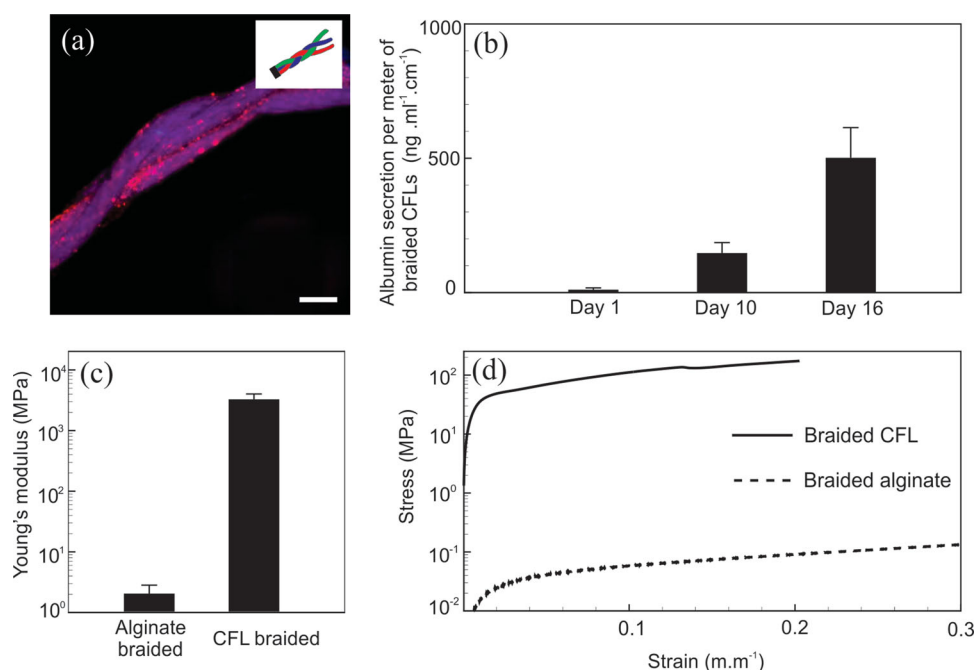 (a)
(b)
Albumin secretion per meter of
braided CFLs (ng .ml⁻¹.cm⁻¹)
1000
500
0
Day 1
Day 10
Day 16
(c)
Young's modulus (MPa)
10⁴
10³
10²
10¹
10⁰
Alginate
braided
CFL braided
(d)
Stress (MPa)
10²
10¹
10⁰
10⁻¹
10⁻²
Braided CFL
Braided alginate
0.1
0.2
0.3
Strain (m.m⁻¹)